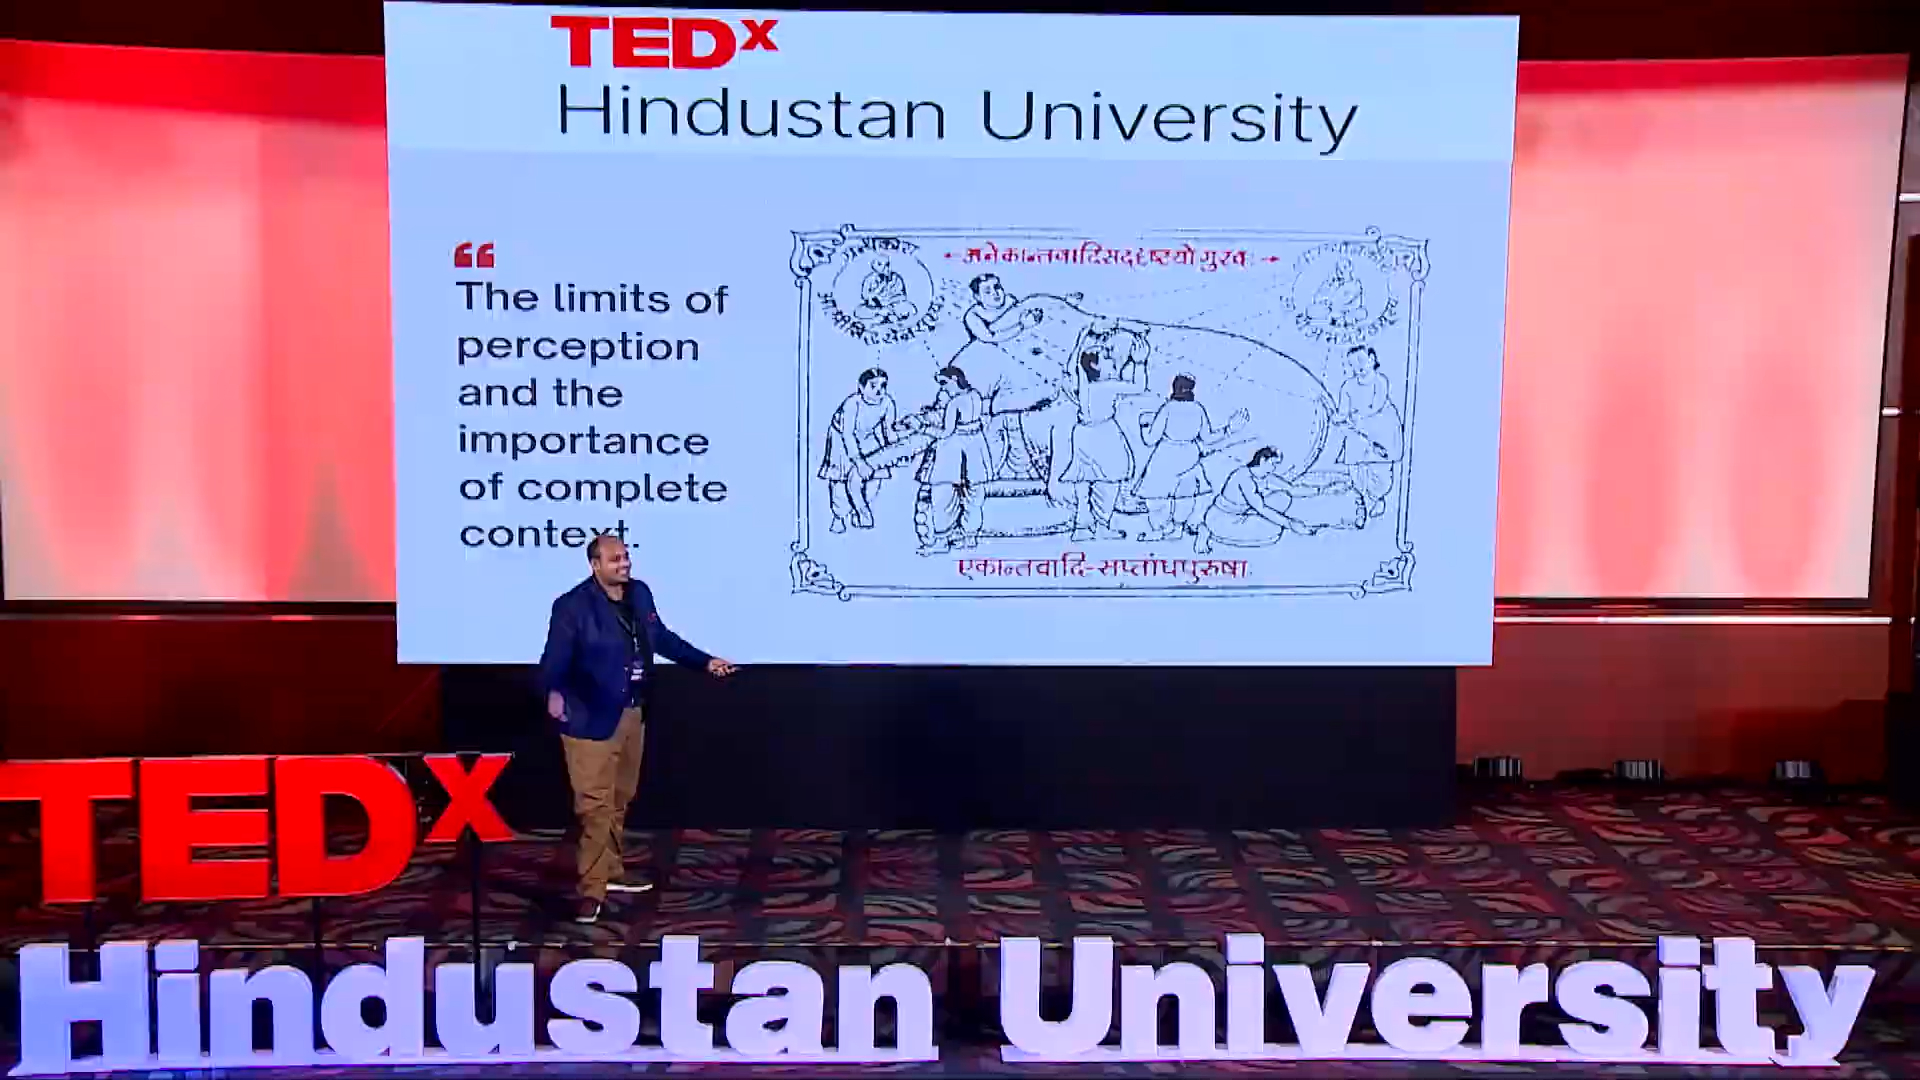 TEDx
Hindustan University
“
The limits of
perception
and the
importance
of complete
context.
अनेकान्तवादिसद्दृष्टयो गुरवः
एकान्तवादि-सप्तांधपुरुषा
TEDx
Hindustan University